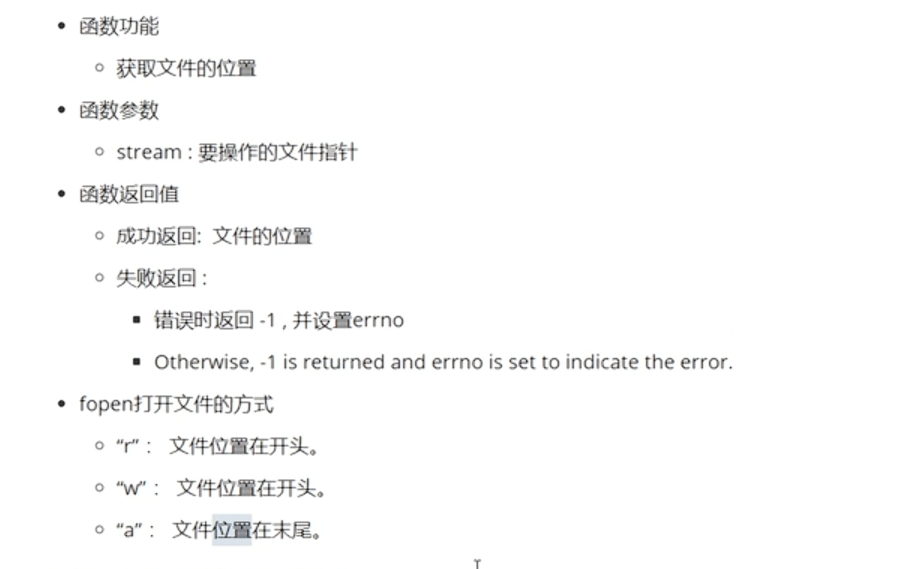 函数功能
获取文件的位置
函数参数
stream : 要操作的文件指针
函数返回值
成功返回: 文件的位置
失败返回 :
错误时返回 -1 , 并设置errno
Otherwise, -1 is returned and errno is set to indicate the error.
fopen打开文件的方式
“r” : 文件位置在开头。
“w” : 文件位置在开头。
“a” : 文件位置在末尾。